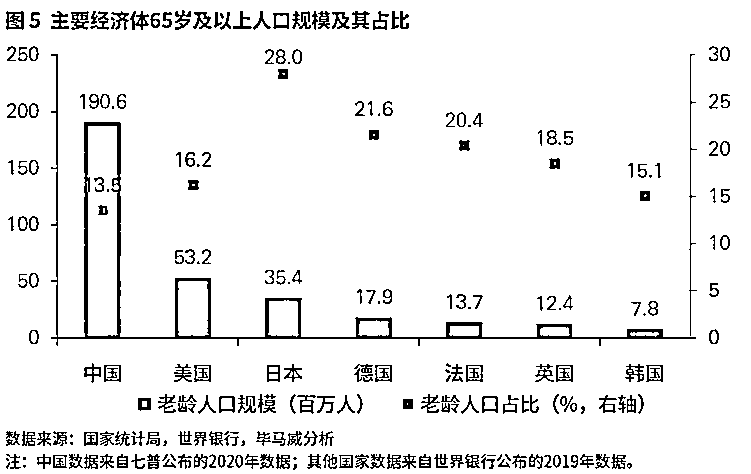 图 5 主要经济体65岁及以上人口规模及其占比
250 28.0 30
190.6 21.6 25
200 20.4
16.2 18.5 20
150 13.5 15.1
15
100
53.2 10
50 35.4 17.9 13.7 12.4 7.8 5
0 0
中国 美国 日本 德国 法国 英国 韩国
老龄人口规模（百万人） 老龄人口占比（%，右轴）
数据来源：国家统计局，世界银行，毕马威分析
注：中国数据来自七普公布的2020年数据；其他国家数据来自世界银行公布的2019年数据。